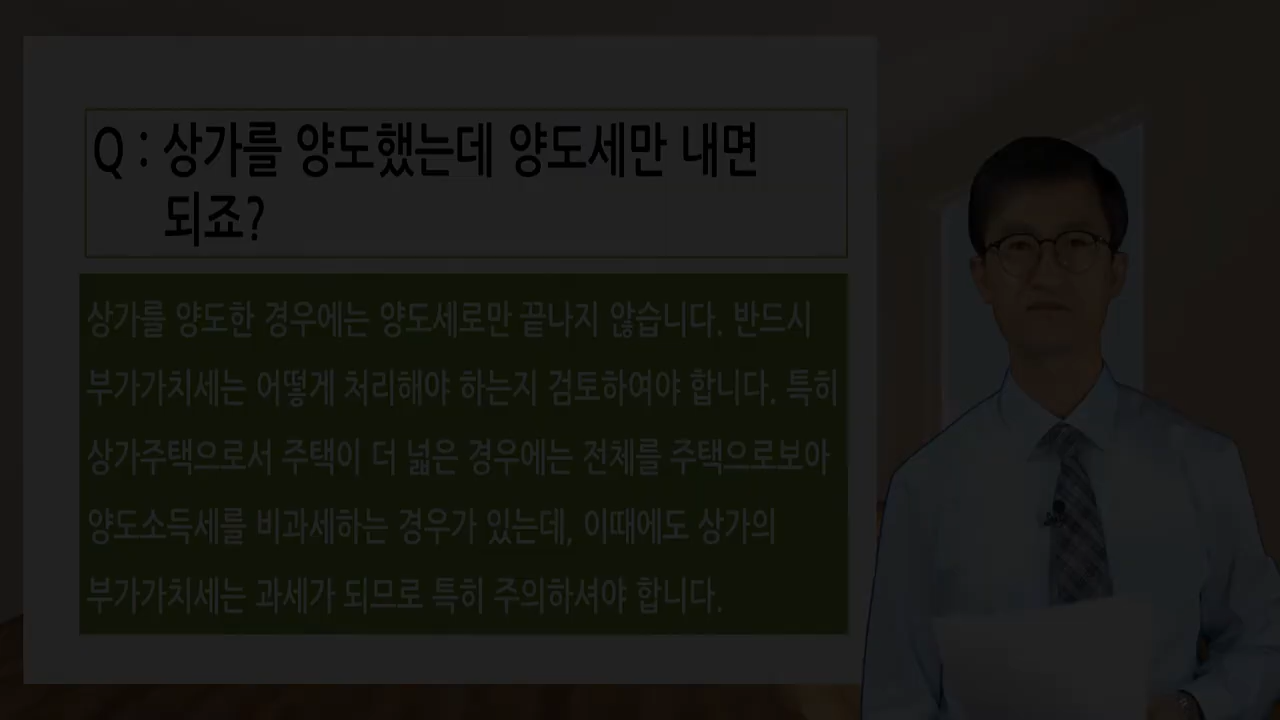 Q : 상가를 양도했는데 양도세만 내면
되죠?
상가를 양도한 경우에는 양도세로만 끝나지 않습니다. 반드시
부가가치세는 어떻게 처리해야 하는지 검토하여야 합니다. 특히
상가주택으로서 주택이 더 넓은 경우에는 전체를 주택으로보아
양도소득세를 비과세하는 경우가 있는데, 이때에도 상가의
부가가치세는 과세가 되므로 특히 주의하셔야 합니다.